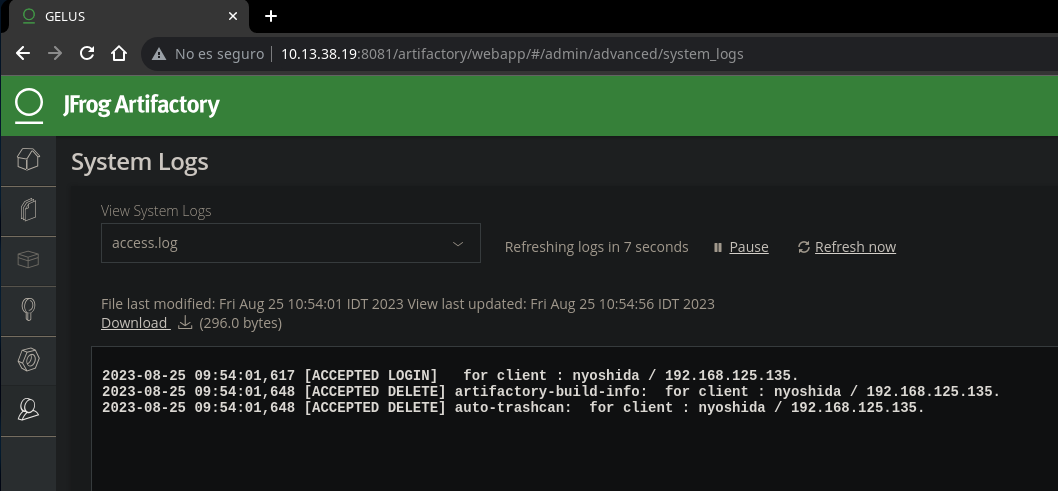 GELUS
No es seguro | 10.13.38.19:8081/artifactory/webapp/#/admin/advanced/system_logs
JFrog Artifactory
System Logs
View System Logs
access.log
Refreshing logs in 7 seconds Pause Refresh now
File last modified: Fri Aug 25 10:54:01 IDT 2023 View last updated: Fri Aug 25 10:54:56 IDT 2023
Download (296.0 bytes)
2023-08-25 09:54:01,617 [ACCEPTED LOGIN]   for client : nyoshida / 192.168.125.135.
2023-08-25 09:54:01,648 [ACCEPTED DELETE] artifactory-build-info:  for client : nyoshida / 192.168.125.135.
2023-08-25 09:54:01,648 [ACCEPTED DELETE] auto-trashcan:  for client : nyoshida / 192.168.125.135.